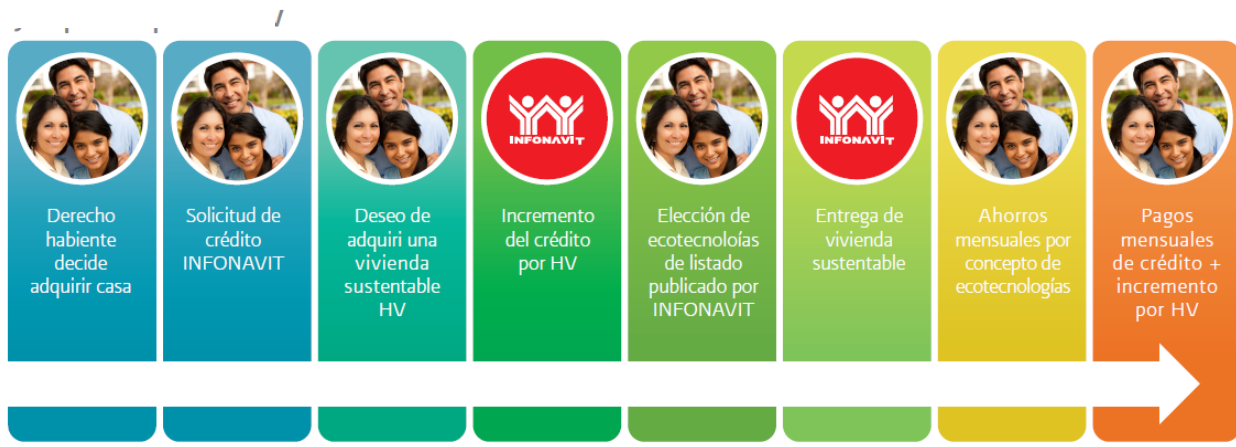 INFONAVIT
INFONAVIT
Derecho
habiente
decide
adquirir casa
Solicitud de
crédito
INFONAVIT
Deseo de
adquiri una
vivienda
sustentable
HV
Incremento
del crédito
por HV
Elección de
ecotecnoloías
de listado
publicado por
INFONAVIT
Entrega de
vivienda
sustentable
Ahorros
mensuales por
concepto de
ecotecnologías
Pagos
mensuales
de crédito +
incremento
por HV